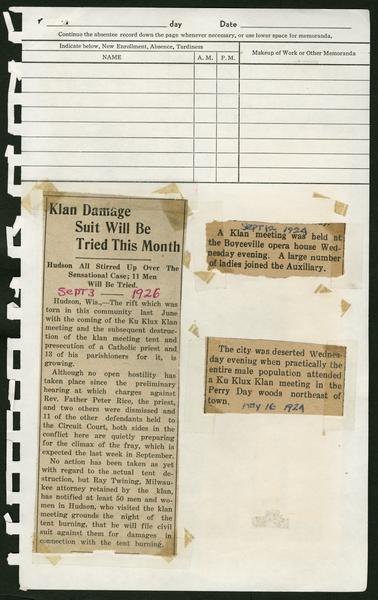 day Date
Continue the absentee record down the page whenever necessary, or use lower space for memoranda,
Indicate below, New Enrollment, Absence, Tardiness
Makeup of Work or Other Memoranda
NAME A. M. P. M.
Klan Damage
Suit Will Be
Tried This Month
Hudson All Stirred Up Over The
Sensational Case; 11 Men
Will Be Tried.
Sept 3 1926
Hudson, Wis.,—The rift which was
torn in this community last June
with the coming of the Ku Klux Klan
meeting and the subsequent destruc-
tion of the klan meeting tent and
prosecution of a Catholic priest and
13 of his parishioners for it, is
growing.
Although no open hostility has
taken place since the preliminary
hearing at which charges against
Rev. Father Peter Rice, the priest,
and two others were dismissed and
11 of the other defendants held to
the Circuit Court, both sides in the
conflict here are quietly preparing
for the climax of the fray, which is
expected the last week in September.
No action has been taken as yet
with regard to the actual tent de-
struction, but Ray Twining, Milwau-
kee attorney retained by the klan,
has notified at least 50 men and wo-
men in Hudson, who visited the klan
meeting grounds the night of the
tent burning, that he will file civil
suit against them for damages in
connection with the tent burning.
Sept 1924
A Klan meeting was held at
the Boyceville opera house Wed-
nesday evening. A large number
of ladies joined the Auxiliary.
The city was deserted Wednes-
day evening when practically the
entire male population attended
a Ku Klux Klan meeting in the
Perry Day woods northeast of
town.
May 16 1924